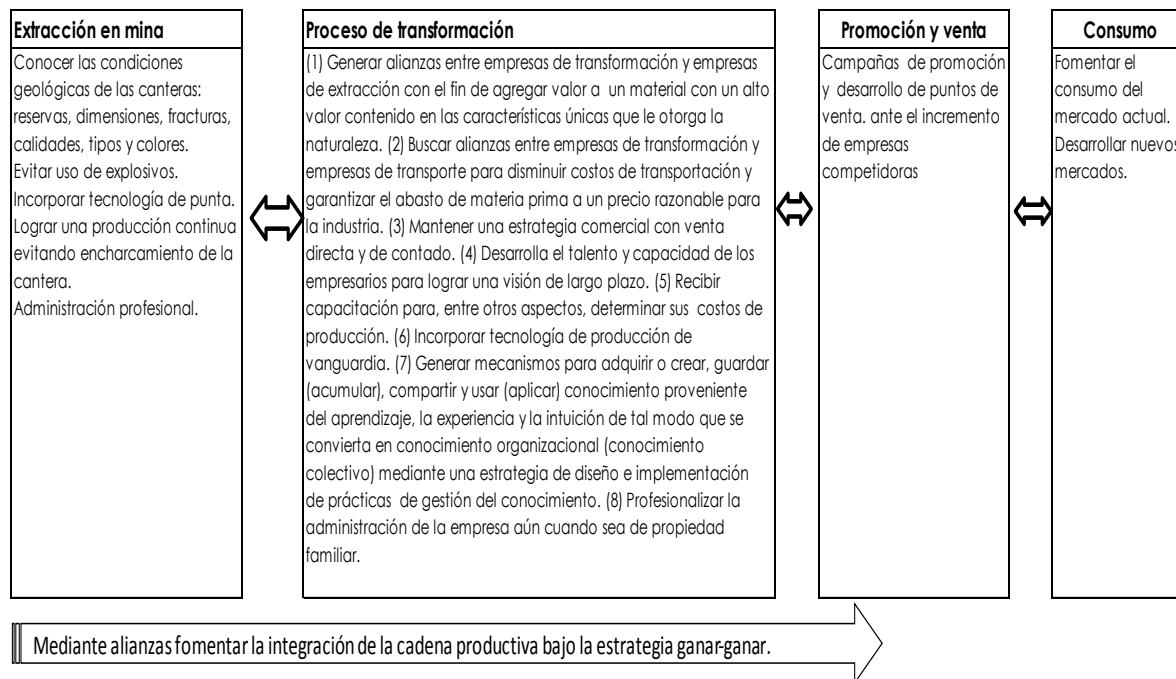 Extracción en mina
Conocer las condiciones
geológicas de las canteras:
reservas, dimensiones, fracturas,
calidades, tipos y colores.
Evitar uso de explosivos.
Incorporar tecnología de punta.
Lograr una producción continua
evitando encharcamiento de la
cantera.
Administración profesional.
Proceso de transformación
(1) Generar alianzas entre empresas de transformación y empresas
de extracción con el fin de agregar valor a un material con un alto
valor contenido en las características únicas que le otorga la
naturaleza. (2) Buscar alianzas entre empresas de transformación y
empresas de transporte para disminuir costos de transportación y
garantizar el abasto de materia prima a un precio razonable para
la industria. (3) Mantener una estrategia comercial con venta
directa y de contado. (4) Desarrolla el talento y capacidad de los
empresarios para lograr una visión de largo plazo. (5) Recibir
capacitación para, entre otros aspectos, determinar sus costos de
producción. (6) Incorporar tecnología de producción de
vanguardia. (7) Generar mecanismos para adquirir o crear, guardar
(acumular), compartir y usar (aplicar) conocimiento proveniente
del aprendizaje, la experiencia y la intuición de tal modo que se
convierta en conocimiento organizacional (conocimiento
colectivo) mediante una estrategia de diseño e implementación
de prácticas de gestión del conocimiento. (8) Profesionalizar la
administración de la empresa aún cuando sea de propiedad
familiar.
Promoción y venta
Campañas de promoción
y desarrollo de puntos de
venta. ante el incremento
de empresas
competidoras
Consumo
Fomentar el
consumo del
mercado actual.
Desarrollar nuevos
mercados.
Mediante alianzas fomentar la integración de la cadena productiva bajo la estrategia ganar-ganar.